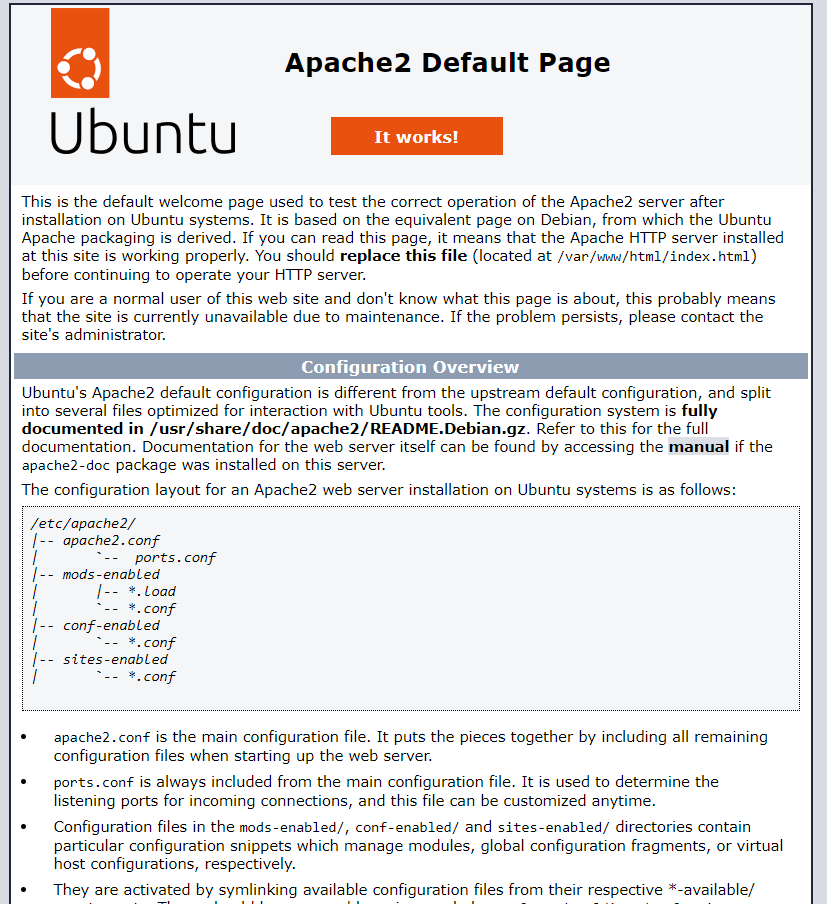 Apache2 Default Page
Ubuntu
It works!
This is the default welcome page used to test the correct operation of the Apache2 server after
installation on Ubuntu systems. It is based on the equivalent page on Debian, from which the Ubuntu
Apache packaging is derived. If you can read this page, it means that the Apache HTTP server installed
at this site is working properly. You should replace this file (located at /var/www/html/index.html)
before continuing to operate your HTTP server.
If you are a normal user of this web site and don't know what this page is about, this probably means
that the site is currently unavailable due to maintenance. If the problem persists, please contact the
site's administrator.
Configuration Overview
Ubuntu's Apache2 default configuration is different from the upstream default configuration, and split
into several files optimized for interaction with Ubuntu tools. The configuration system is fully
documented in /usr/share/doc/apache2/README.Debian.gz. Refer to this for the full
documentation. Documentation for the web server itself can be found by accessing the manual if the
apache2-doc package was installed on this server.
The configuration layout for an Apache2 web server installation on Ubuntu systems is as follows:
/etc/apache2/
|-- apache2.conf
|       `--  ports.conf
|-- mods-enabled
|       |-- *.load
|       `-- *.conf
|-- conf-enabled
|       `-- *.conf
|-- sites-enabled
|       `-- *.conf
• apache2.conf is the main configuration file. It puts the pieces together by including all remaining
configuration files when starting up the web server.
• ports.conf is always included from the main configuration file. It is used to determine the
listening ports for incoming connections, and this file can be customized anytime.
• Configuration files in the mods-enabled/, conf-enabled/ and sites-enabled/ directories contain
particular configuration snippets which manage modules, global configuration fragments, or virtual
host configurations, respectively.
• They are activated by symlinking available configuration files from their respective *-available/